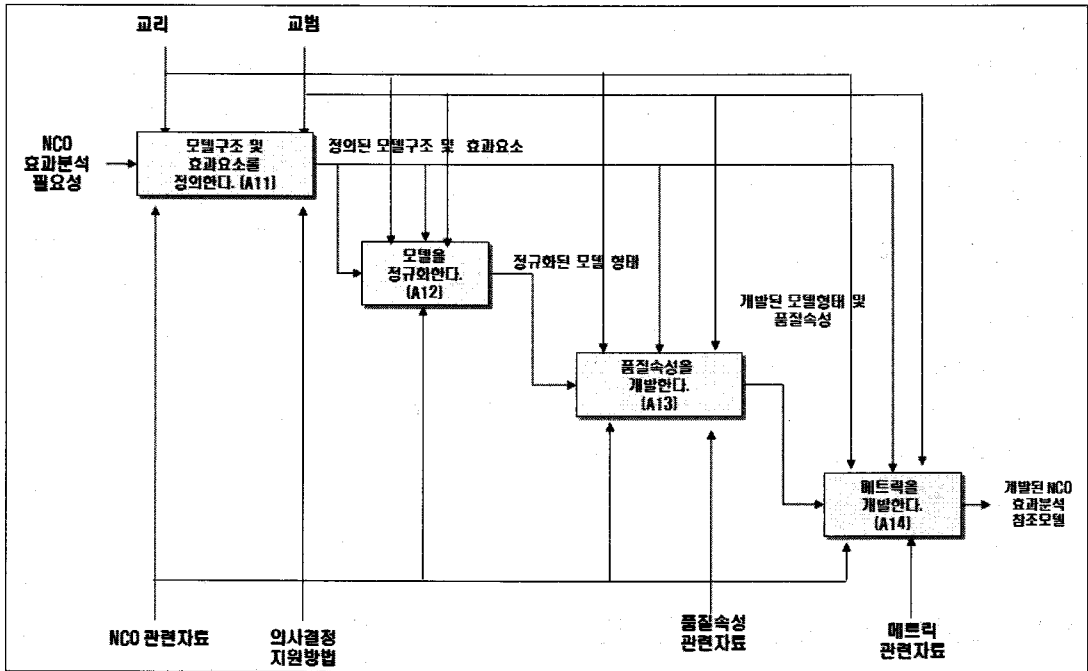 교리
교범
NCO
효과분석
필요성
모델구조 및
효과요소를
정의한다. (A11)
정의된 모델구조 및 효과요소
모델을
정규화한다.
(A12)
정규화된 모델 형태
개발된 모델형태 및
품질속성
품질속성을
개발한다.
(A13)
메트릭을
개발한다.
(A14)
개발된 NCO
효과분석
참조모델
NCO 관련자료
의사결정
지원방법
품질속성
관련자료
메트릭
관련자료